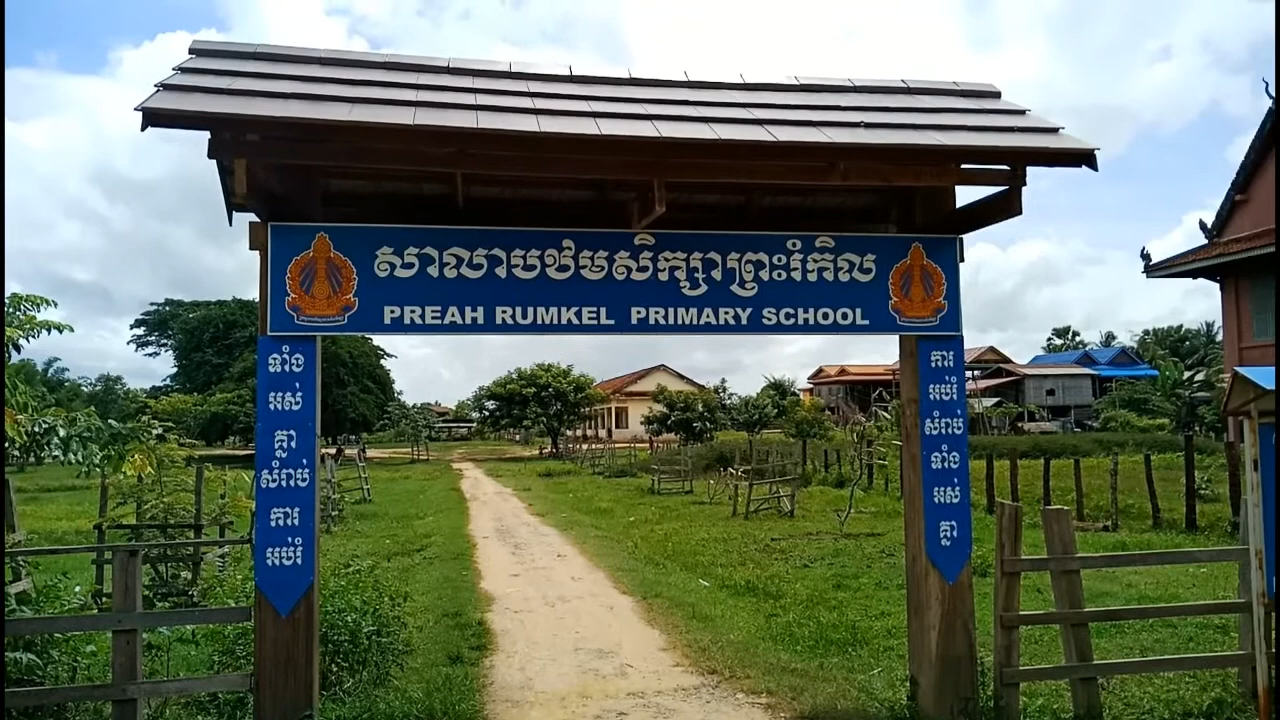 សាលាបឋមសិក្សាព្រះរំកិល
PREAH RUMKEL PRIMARY SCHOOL
ទាំង
អស់
គ្នា
សំរាប់
ការ
អប់រំ
ការ
អប់រំ
សំរាប់
ទាំង
អស់
គ្នា